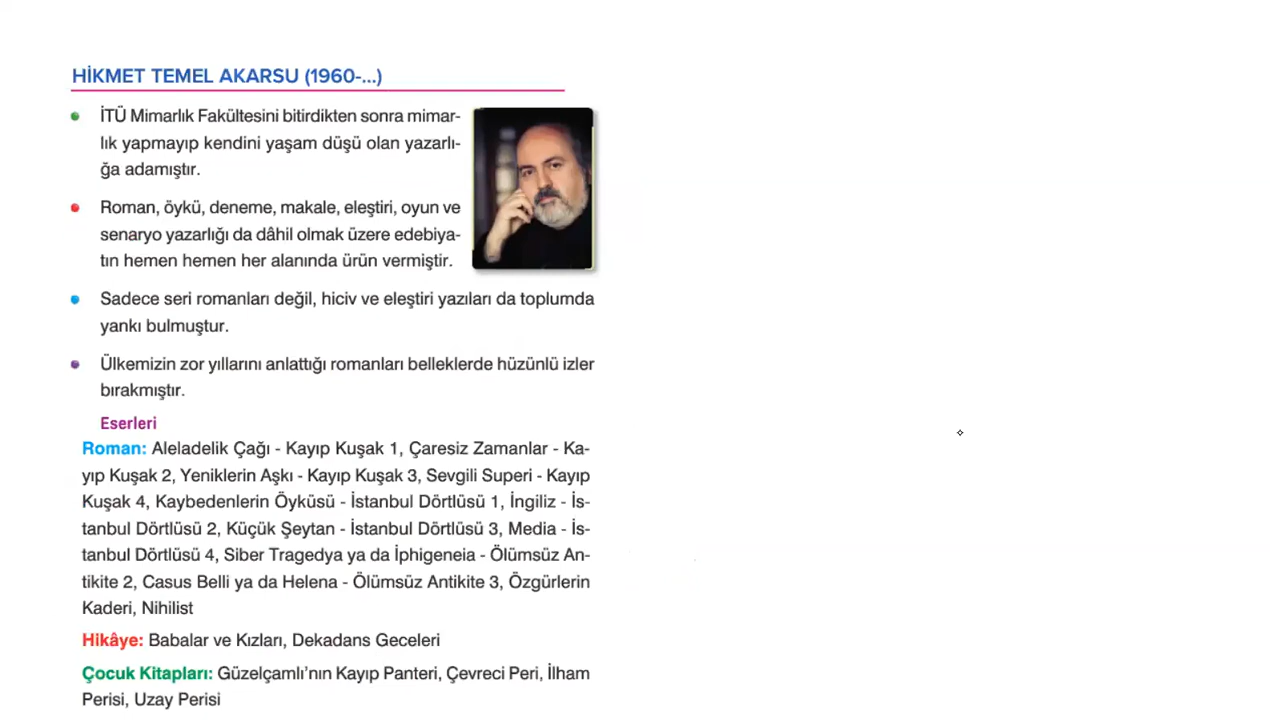 HİKMET TEMEL AKARSU (1960-...)
İTÜ Mimarlık Fakültesini bitirdikten sonra mimar-
lık yapmayıp kendini yaşam düşü olan yazarlı-
ğa adamıştır.
Roman, öykü, deneme, makale, eleştiri, oyun ve
senaryo yazarlığı da dâhil olmak üzere edebiya-
tın hemen hemen her alanında ürün vermiştir.
Sadece seri romanları değil, hiciv ve eleştiri yazıları da toplumda
yankı bulmuştur.
Ülkemizin zor yıllarını anlattığı romanları belleklerde hüzünlü izler
bırakmıştır.
Eserleri
Roman: Aleladelik Çağı - Kayıp Kuşak 1, Çaresiz Zamanlar - Ka-
yıp Kuşak 2, Yeniklerin Aşkı - Kayıp Kuşak 3, Sevgili Superi - Kayıp
Kuşak 4, Kaybedenlerin Öyküsü - İstanbul Dörtlüsü 1, İngiliz - İs-
tanbul Dörtlüsü 2, Küçük Şeytan - İstanbul Dörtlüsü 3, Media - İs-
tanbul Dörtlüsü 4, Siber Tragedya ya da İphigeneia - Ölümsüz An-
tikite 2, Casus Belli ya da Helena - Ölümsüz Antikite 3, Özgürlerin
Kaderi, Nihilist
Hikâye: Babalar ve Kızları, Dekadans Geceleri
Çocuk Kitapları: Güzelçamlı’nın Kayıp Panteri, Çevreci Peri, İlham
Perisi, Uzay Perisi